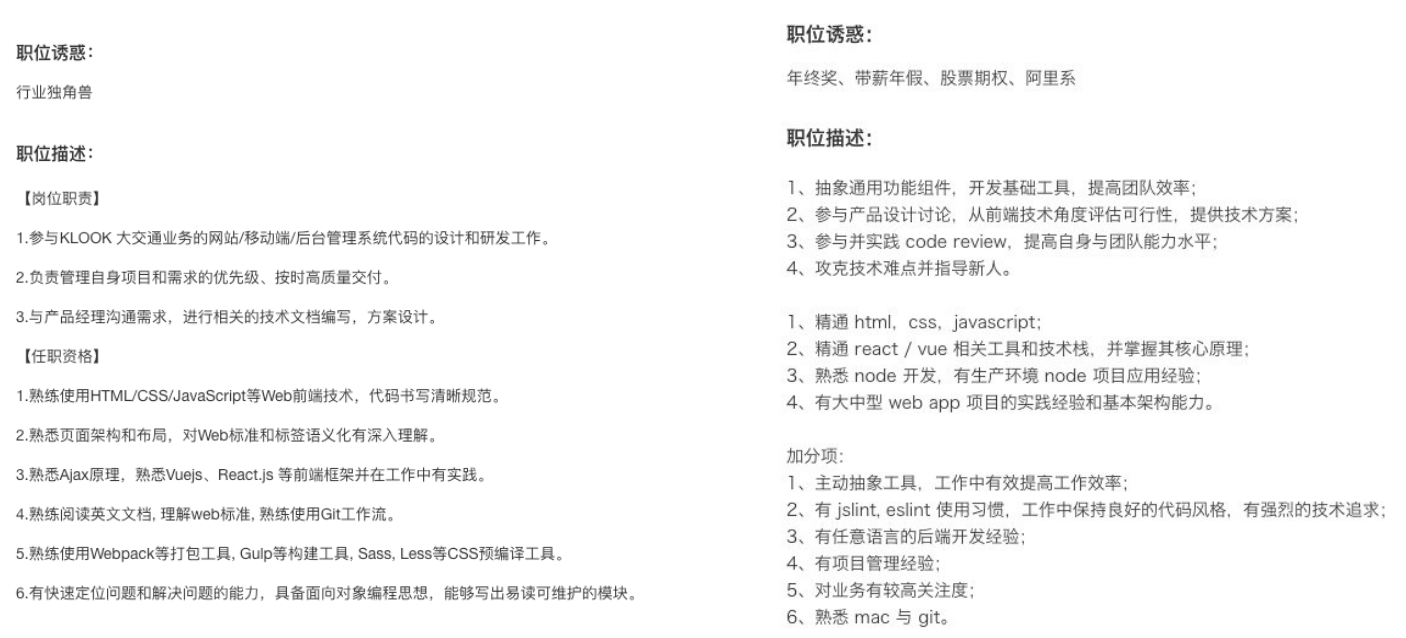 职位诱惑：
行业独角兽
职位描述：
【岗位职责】
1.参与KLOOK 大交通业务的网站/移动端/后台管理系统代码的设计和研发工作。
2.负责管理自身项目和需求的优先级、按时高质量交付。
3.与产品经理沟通需求，进行相关的技术文档编写，方案设计。
【任职资格】
1.熟练使用HTML/CSS/JavaScript等Web前端技术，代码书写清晰规范。
2.熟悉页面架构和布局，对Web标准和标签语义化有深入理解。
3.熟悉Ajax原理，熟悉Vuejs、React.js 等前端框架并在工作中有实践。
4.熟练阅读英文文档, 理解web标准, 熟练使用Git工作流。
5.熟练使用Webpack等打包工具, Gulp等构建工具, Sass, Less等CSS预编译工具。
6.有快速定位问题和解决问题的能力，具备面向对象编程思想，能够写出易读可维护的模块。
职位诱惑：
年终奖、带薪年假、股票期权、阿里系
职位描述：
1、抽象通用功能组件，开发基础工具，提高团队效率；
2、参与产品设计讨论，从前端技术角度评估可行性，提供技术方案；
3、参与并实践 code review，提高自身与团队能力水平；
4、攻克技术难点并指导新人。
1、精通 html，css，javascript；
2、精通 react / vue 相关工具和技术栈，并掌握其核心原理；
3、熟悉 node 开发，有生产环境 node 项目应用经验；
4、有大中型 web app 项目的实践经验和基本架构能力。
加分项：
1、主动抽象工具，工作中有效提高工作效率；
2、有 jslint, eslint 使用习惯，工作中保持良好的代码风格，有强烈的技术追求；
3、有任意语言的后端开发经验；
4、有项目管理经验；
5、对业务有较高关注度；
6、熟悉 mac 与 git。